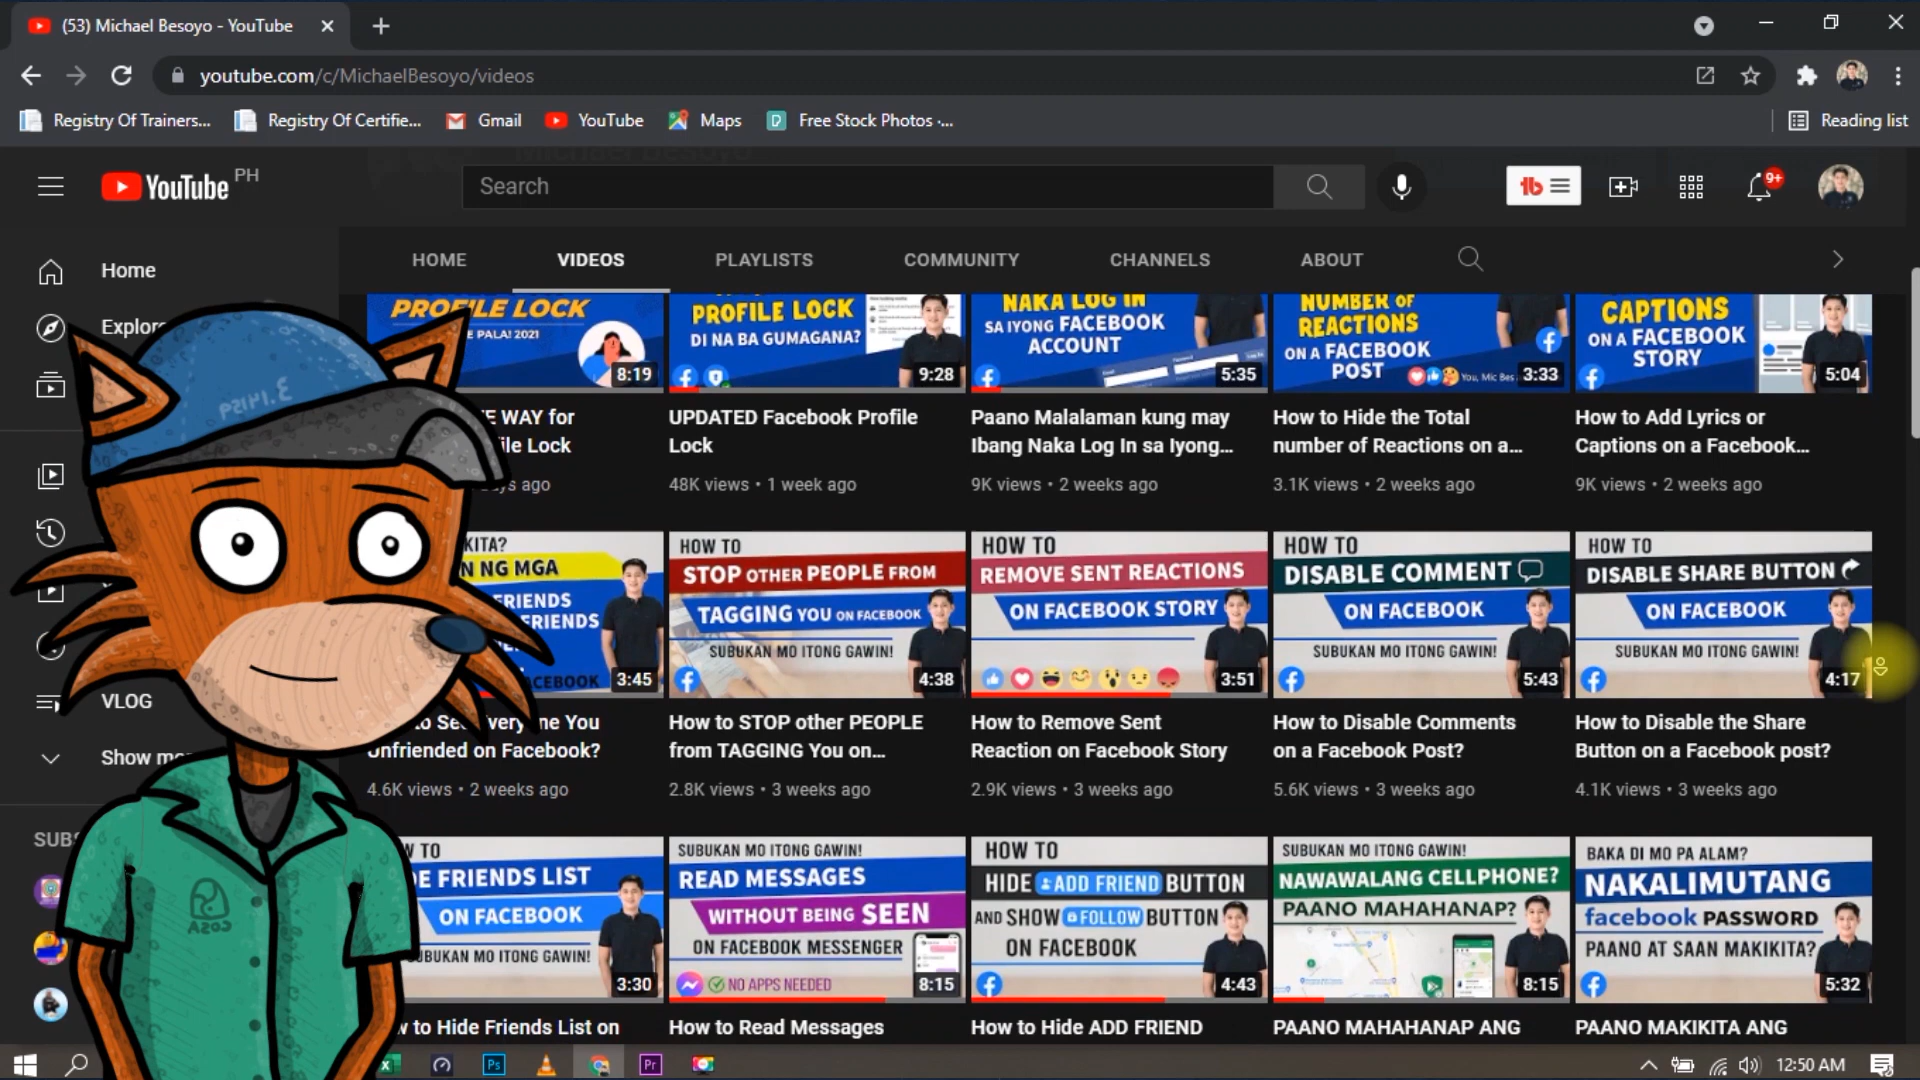 (53) Michael Besoyo - YouTube
youtube.com/c/MichaelBesoyo/videos
Registry Of Trainers...
Registry Of Certifie...
Gmail
YouTube
Maps
Free Stock Photos ·...
Reading list
YouTube PH
Search
9+
HOME
VIDEOS
PLAYLISTS
COMMUNITY
CHANNELS
ABOUT
Home
VLOG
PROFILE LOCK
E PALA! 2021
8:19
E WAY for
ile Lock
ays ago
PROFILE LOCK
DI NA BA GUMAGANA?
9:28
UPDATED Facebook Profile
Lock
48K views • 1 week ago
NAKA LOG IN
SA IYONG FACEBOOK
ACCOUNT
5:35
Paano Malalaman kung may
Ibang Naka Log In sa Iyong...
9K views • 2 weeks ago
NUMBER OF
REACTIONS
ON A FACEBOOK
POST
3:33
How to Hide the Total
number of Reactions on a...
3.1K views • 2 weeks ago
CAPTIONS
ON A FACEBOOK
STORY
5:04
How to Add Lyrics or
Captions on a Facebook...
9K views • 2 weeks ago
KITA?
N NG MGA
RIENDS
FRIENDS
ACEBOOK
3:45
Unfriended on Facebook?
4.6K views • 2 weeks ago
HOW TO
STOP OTHER PEOPLE FROM
TAGGING YOU ON FACEBOOK
SUBUKAN MO ITONG GAWIN!
4:38
How to STOP other PEOPLE
from TAGGING You on...
2.8K views • 3 weeks ago
HOW TO
REMOVE SENT REACTIONS
ON FACEBOOK STORY
3:51
How to Remove Sent
Reaction on Facebook Story
2.9K views • 3 weeks ago
HOW TO
DISABLE COMMENT
ON FACEBOOK
SUBUKAN MO ITONG GAWIN!
5:43
How to Disable Comments
on a Facebook Post?
5.6K views • 3 weeks ago
HOW TO
DISABLE SHARE BUTTON
ON FACEBOOK
SUBUKAN MO ITONG GAWIN!
4:17
How to Disable the Share
Button on a Facebook post?
4.1K views • 3 weeks ago
W TO
DE FRIENDS LIST
ON FACEBOOK
UBUKAN MO ITONG GAWIN!
3:30
w to Hide Friends List on
SUBUKAN MO ITONG GAWIN!
READ MESSAGES
WITHOUT BEING SEEN
ON FACEBOOK MESSENGER
NO APPS NEEDED
8:15
How to Read Messages
HOW TO
HIDE ADD FRIEND BUTTON
AND SHOW FOLLOW BUTTON
ON FACEBOOK
4:43
How to Hide ADD FRIEND
SUBUKAN MO ITONG GAWIN!
NAWAWALANG CELLPHONE?
PAANO MAHAHANAP?
8:15
PAANO MAHAHANAP ANG
BAKA DI MO PA ALAM?
NAKALIMUTANG
facebook PASSWORD
PAANO AT SAAN MAKIKITA?
5:32
PAANO MAKIKITA ANG
12:50 AM